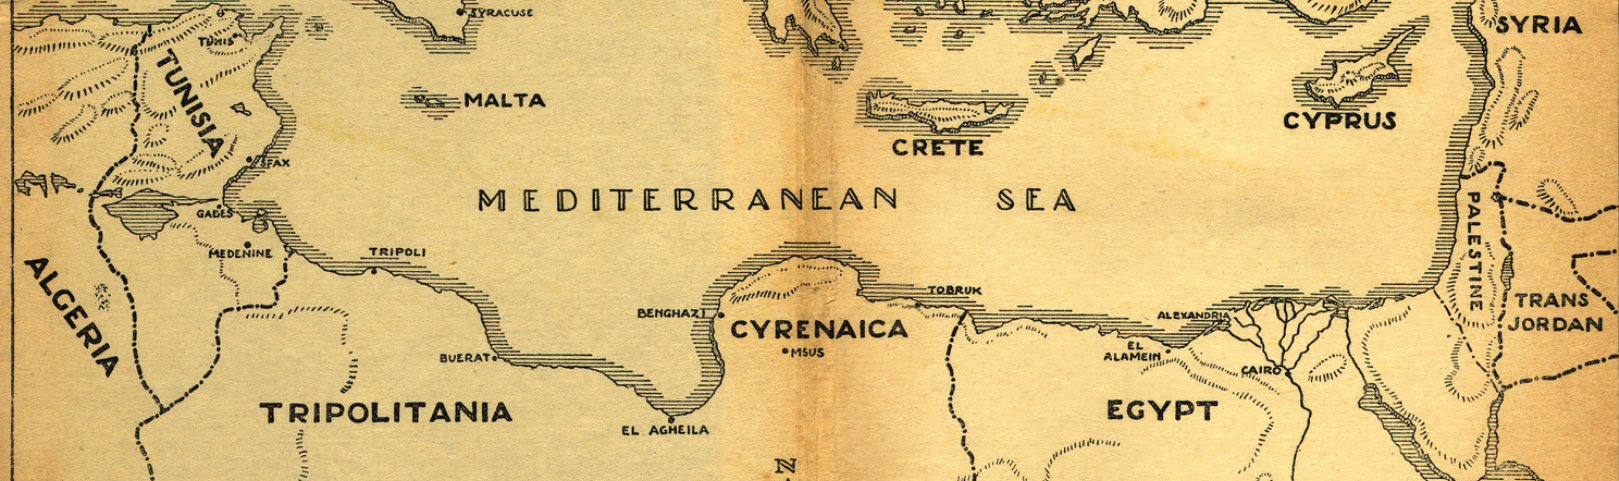 SYRACUSE
SYRIA
TUNIS
TUNISIA
MALTA
CYPRUS
CRETE
SFAX
MEDITERRANEAN SEA
GABES
PALESTINE
MEDENINE
TRIPOLI
ALGERIA
TOBRUK
TRANS
JORDAN
BENGHAZI
ALEXANDRIA
CYRENAICA
MSUS
EL
ALAMEIN
BUERAT
CAIRO
TRIPOLITANIA
EGYPT
EL AGHEILA
N